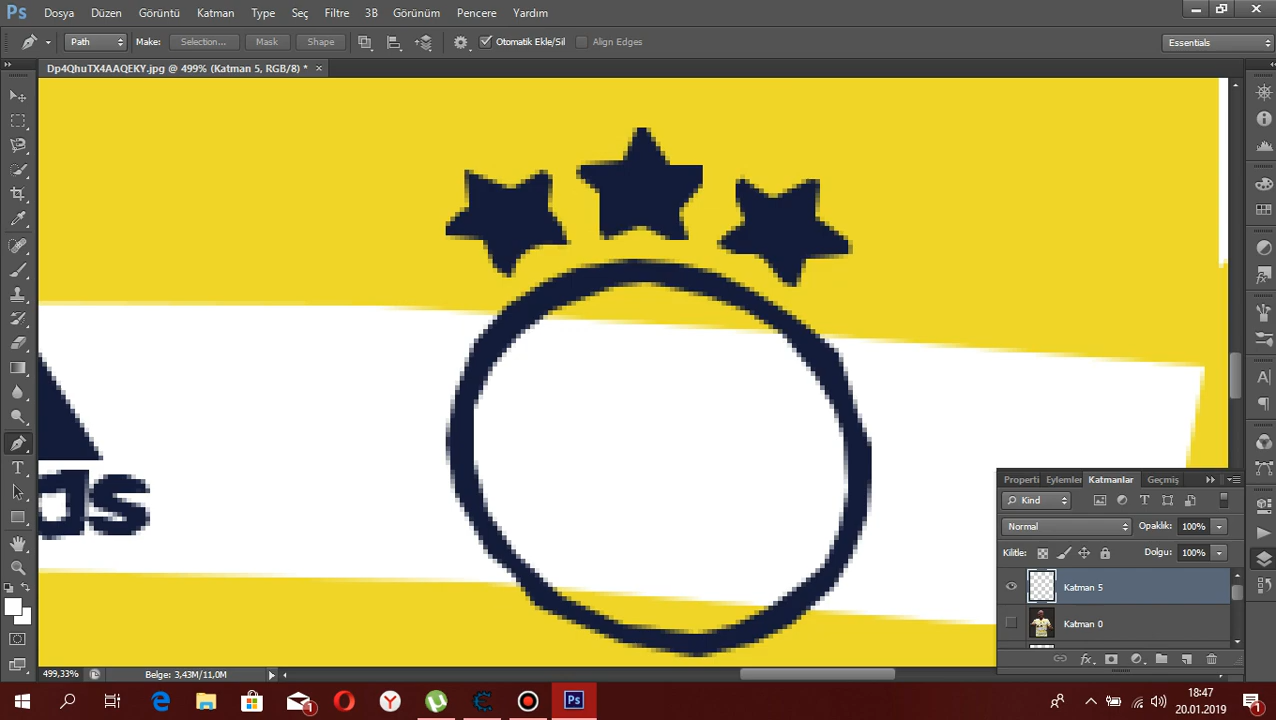 Ps Dosya Düzen Görüntü Katman Type Seç Filtre 3B Görünüm Pencere Yardım
Path Make: Selection... Mask Shape Otomatik Ekle/Sil Align Edges Essentials
Dp4QhuTX4AAQEKY.jpg @ 499% (Katman 5, RGB/8) * ×
Properti Eylemler Katmanlar Geçmiş
Kind
Normal Opaklık: 100%
Kilitle: Dolgu: 100%
Katman 5
Katman 0
499,33% Belge: 3,43M/11,0M
18:47
20.01.2019